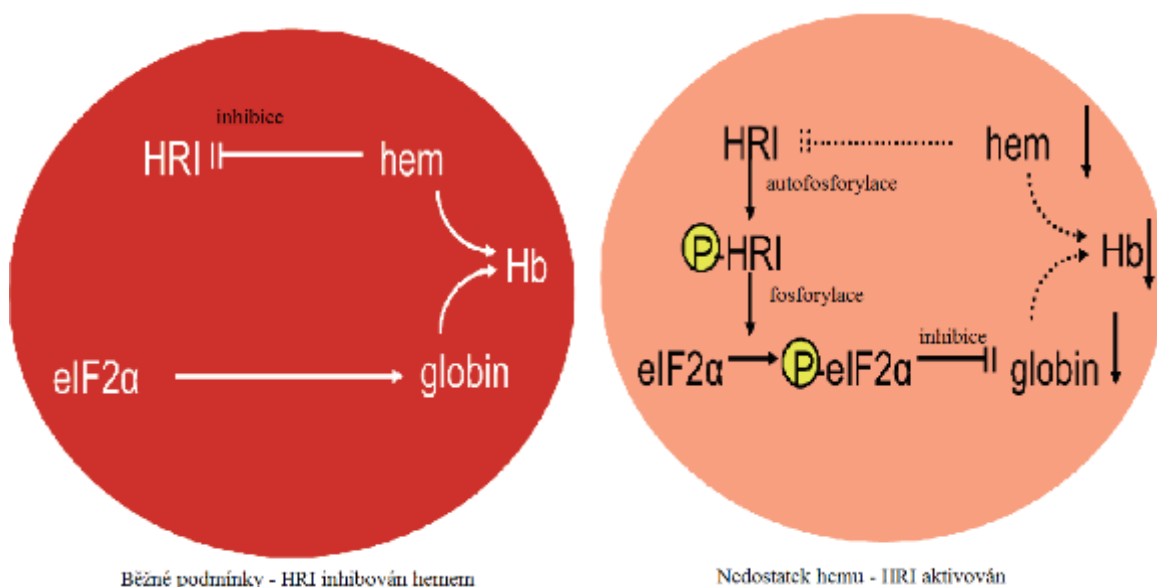 inhibice
HRI hem
Hb
eIF2α globin
Běžné podmínky - HRI inhibován hemem
HRI hem
autofosforylace
P-HRI Hb
fosforylace
inhibice
eIF2α P-eIF2α globin
Nedostatek hemu - HRI aktivován